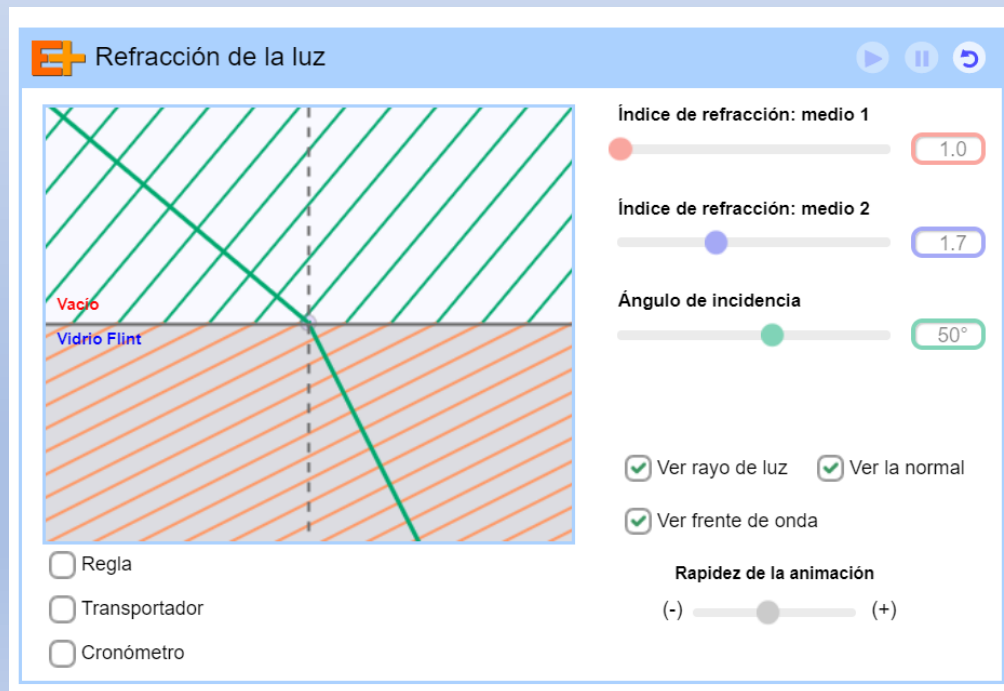 E+ Refracción de la luz
Índice de refracción: medio 1
1.0
Índice de refracción: medio 2
1.7
Ángulo de incidencia
50°
Vacío
Vidrio Flint
Ver rayo de luz
Ver la normal
Ver frente de onda
Regla
Transportador
Cronómetro
Rapidez de la animación
(-) (+)